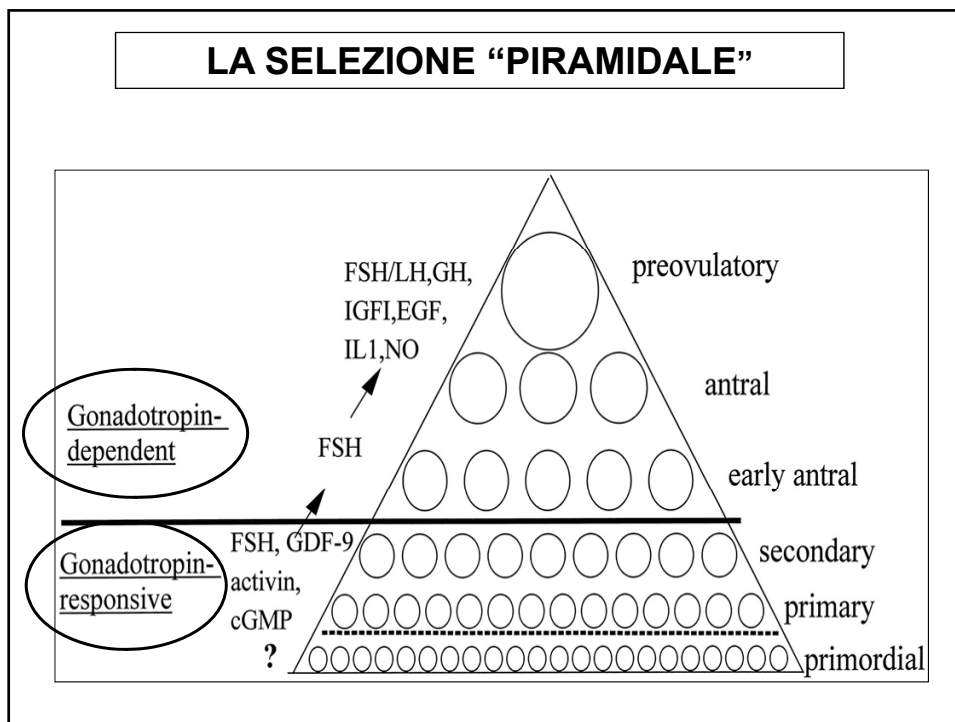 LA SELEZIONE “PIRAMIDALE”
FSH/LH,GH,
IGFI,EGF,
IL1,NO
preovulatory
antral
Gonadotropin-
dependent
FSH
early antral
FSH, GDF-9
activin,
cGMP
secondary
Gonadotropin-
responsive
primary
?
primordial